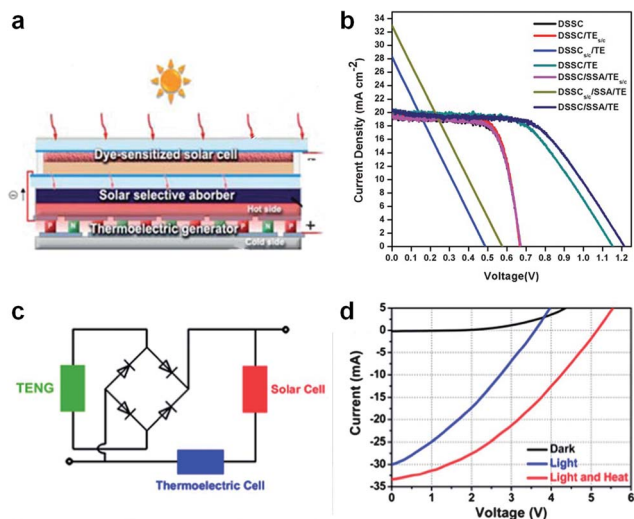 a
Dye-sensitized solar cell
Solar selective aborber
Hot side
P
N
P
N
Thermoelectric generator
Cold side
+
b
34
32
30
28
26
24
22
20
18
16
14
12
10
8
6
4
2
0
Current Density (mA cm⁻²)
DSSC
DSSC/TEs/c
DSSCs/c/TE
DSSC/TE
DSSC/SSA/TEs/c
DSSCs/c/SSA/TE
DSSC/SSA/TE
0.0 0.1 0.2 0.3 0.4 0.5 0.6 0.7 0.8 0.9 1.0 1.1 1.2
Voltage(V)
c
TENG
Solar Cell
Thermoelectric Cell
d
5
0
-5
-10
-15
-20
-25
-30
-35
Current (mA)
Dark
Light
Light and Heat
0 1 2 3 4 5 6
Voltage (V)